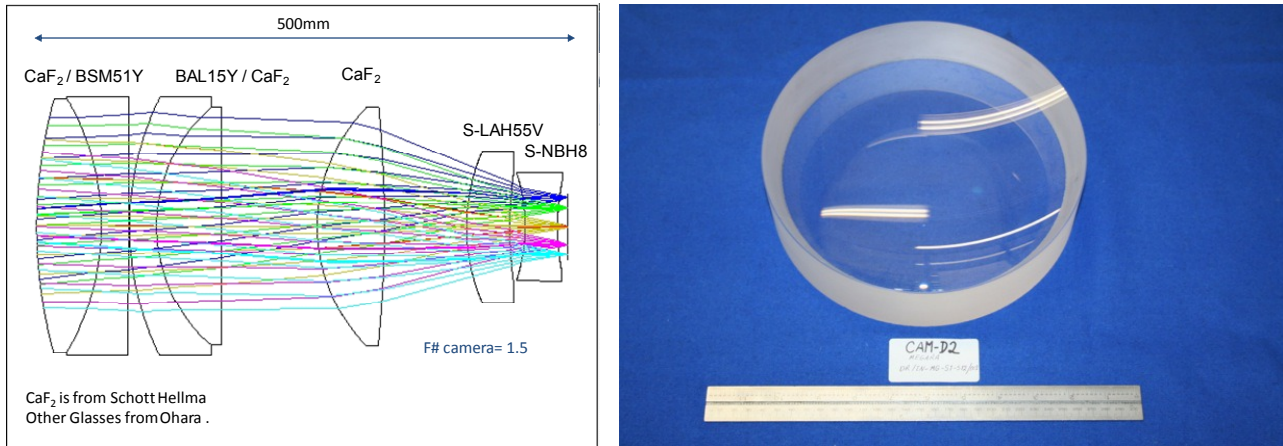 500mm
CaF₂ / BSM51Y
BAL15Y / CaF₂
CaF₂
S-LAH55V
S-NBH8
F# camera= 1.5
CaF₂ is from Schott Hellma
Other Glasses from Ohara .
CAM-D2
MEGARA